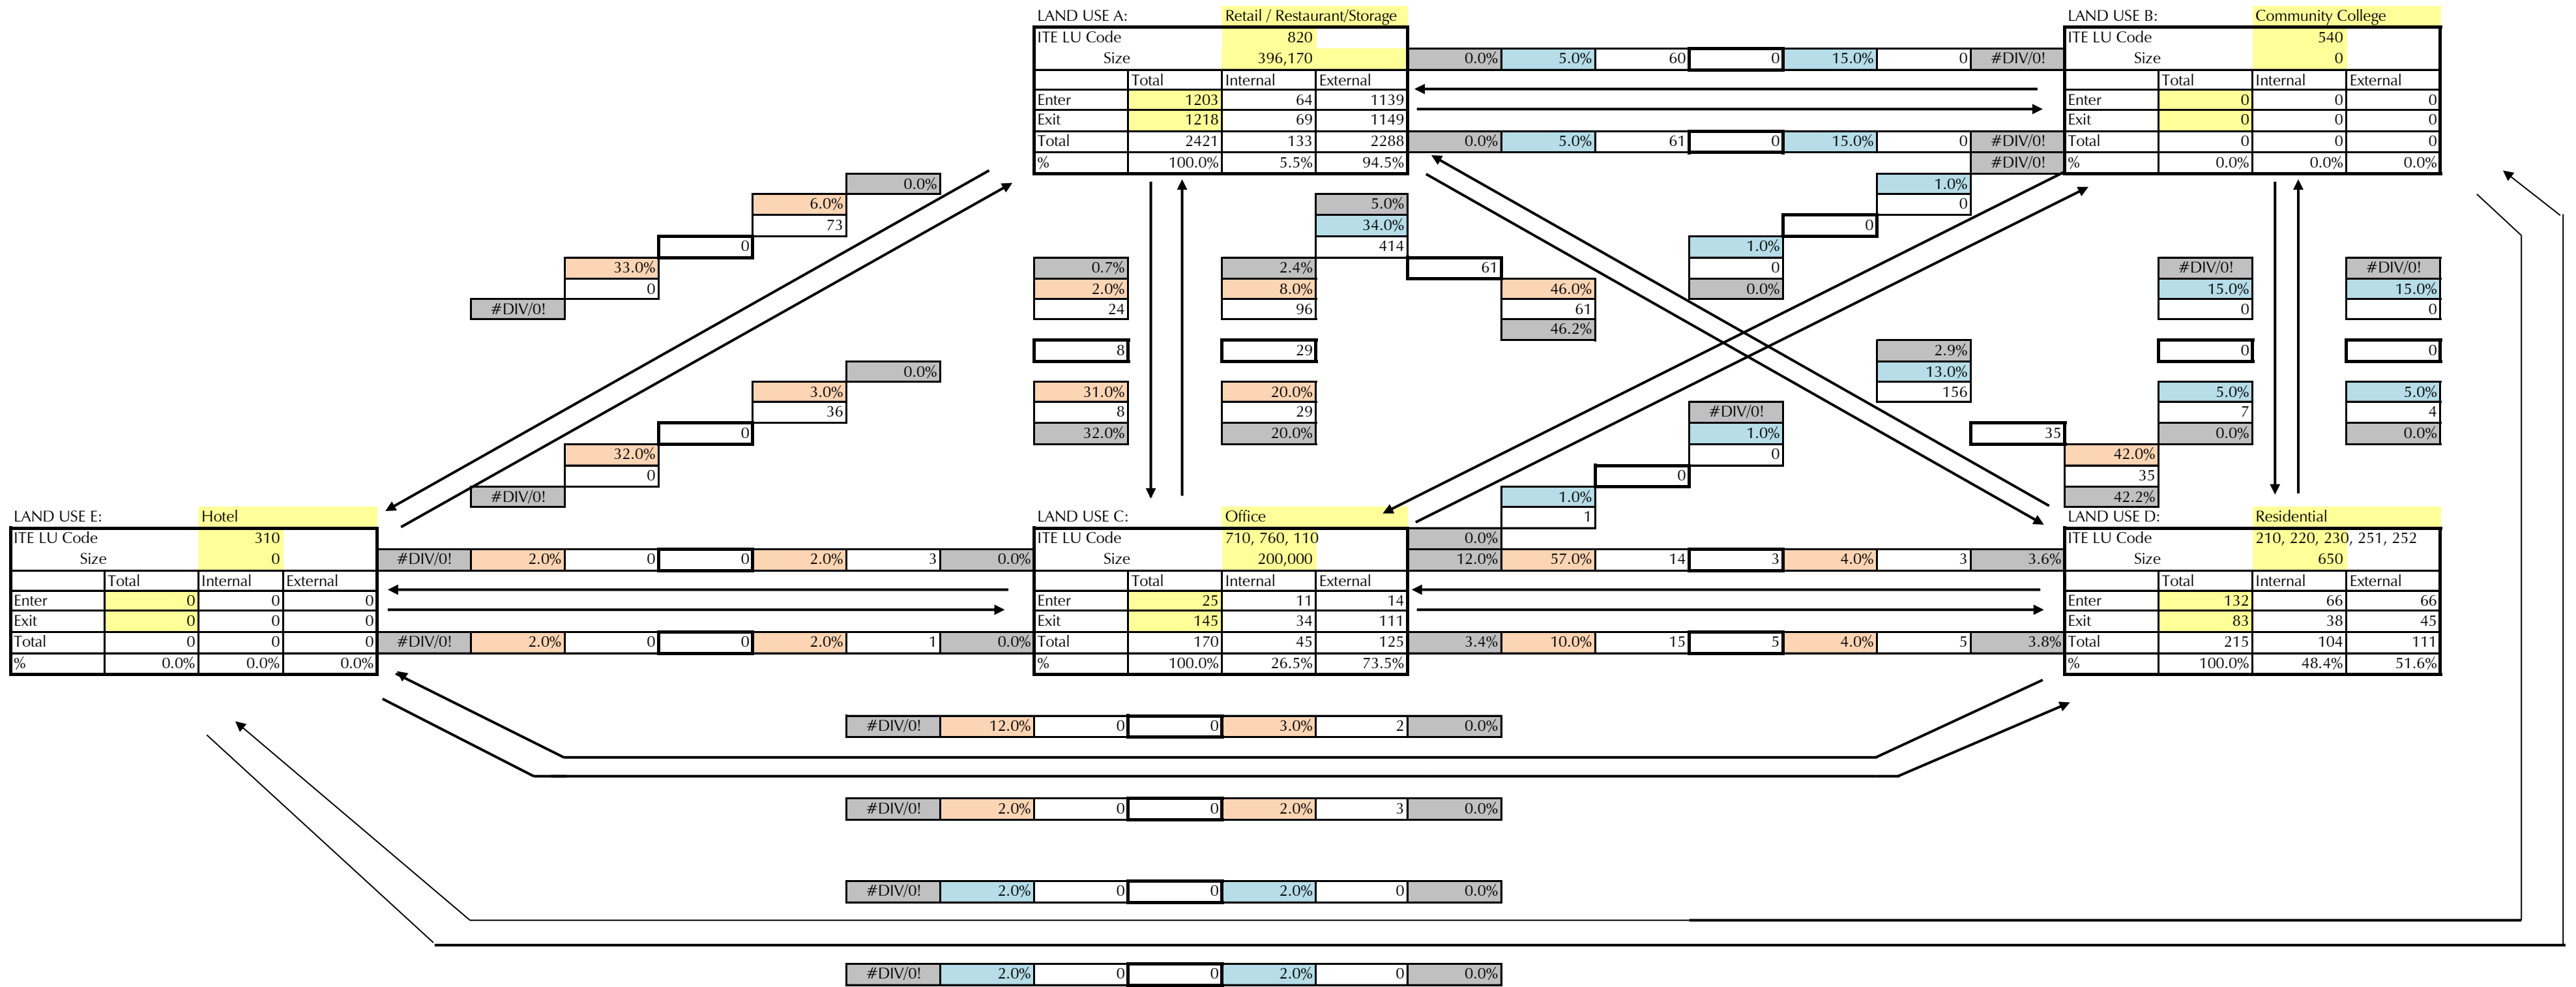 LAND USE A: Retail / Restaurant/Storage LAND USE B: Community College
ITE LU Code 820 ITE LU Code 540
Size 396,170 0.0% 5.0% 60 0 15.0% 0 #DIV/0! Size 0
Total Internal External Total Internal External
Enter 1203 64 1139 Enter 0 0 0
Exit 1218 69 1149 Exit 0 0 0
Total 2421 133 2288 0.0% 5.0% 61 0 15.0% 0 #DIV/0! Total 0 0 0
% 100.0% 5.5% 94.5% #DIV/0! % 0.0% 0.0% 0.0%
0.0% 1.0%
6.0% 5.0% 0
73 34.0% 0
0 414 1.0%
33.0% 0.7% 2.4% 61 0 #DIV/0! #DIV/0!
0 2.0% 8.0% 46.0% 0.0% 15.0% 15.0%
#DIV/0! 24 96 61 0 0
46.2%
8 29 2.9% 0 0
0.0% 13.0%
3.0% 31.0% 20.0% 156 5.0% 5.0%
36 8 29 #DIV/0! 7 4
0 32.0% 20.0% 1.0% 35 0.0% 0.0%
32.0% 0 42.0%
0 0 35
#DIV/0! 1.0% 42.2%
LAND USE E: Hotel LAND USE C: Office 1 LAND USE D: Residential
ITE LU Code 310 ITE LU Code 710, 760, 110 0.0% ITE LU Code 210, 220, 230, 251, 252
Size 0 #DIV/0! 2.0% 0 0 2.0% 3 0.0% Size 200,000 12.0% 57.0% 14 3 4.0% 3 3.6% Size 650
Total Internal External Total Internal External Total Internal External
Enter 0 0 0 Enter 25 11 14 Enter 132 66 66
Exit 0 0 0 Exit 145 34 111 Exit 83 38 45
Total 0 0 0 #DIV/0! 2.0% 0 0 2.0% 1 0.0% Total 170 45 125 3.4% 10.0% 15 5 4.0% 5 3.8% Total 215 104 111
% 0.0% 0.0% 0.0% % 100.0% 26.5% 73.5% % 100.0% 48.4% 51.6%
#DIV/0! 12.0% 0 0 3.0% 2 0.0%
#DIV/0! 2.0% 0 0 2.0% 3 0.0%
#DIV/0! 2.0% 0 0 2.0% 0 0.0%
#DIV/0! 2.0% 0 0 2.0% 0 0.0%